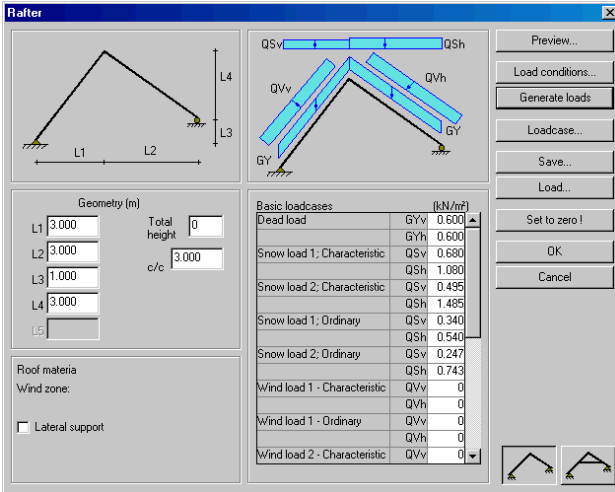 Rafter
L4
L3
L1 L2
QSv QSh
QVv QVh
GY GY
Preview...
Load conditions...
Generate loads
Loadcase...
Save...
Load...
Set to zero !
OK
Cancel
Geometry (m)
L1 3.000 Total height 0
L2 3.000 c/c 3.000
L3 1.000
L4 3.000
L5
Roof materia
Wind zone:
Lateral support
Basic loadcases (kN/m²)
Dead load GYv 0.600
GYh 0.600
Snow load 1; Characteristic QSv 0.680
QSh 1.080
Snow load 2; Characteristic QSv 0.495
QSh 1.485
Snow load 1; Ordinary QSv 0.340
QSh 0.540
Snow load 2; Ordinary QSv 0.247
QSh 0.743
Wind load 1 - Characteristic QVv 0
QVh 0
Wind load 1 - Ordinary QVv 0
QVh 0
Wind load 2 - Characteristic QVv 0